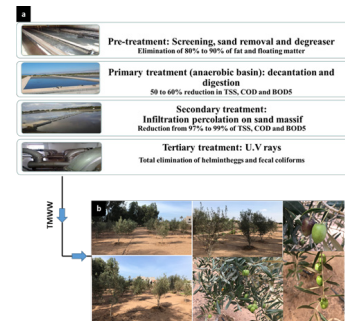 a
Pre-treatment: Screening, sand removal and degreaser
Elimination of 80% to 90% of fat and floating matter
Primary treatment (anaerobic basin): decantation and
digestion
50 to 60% reduction in TSS, COD and BOD5
Secondary treatment:
Infiltration percolation on sand massif
Reduction from 97% to 99% of TSS, COD and BOD5
Tertiary treatment: U.V rays
Total elimination of helmintheggs and fecal coliforms
TMWW
b